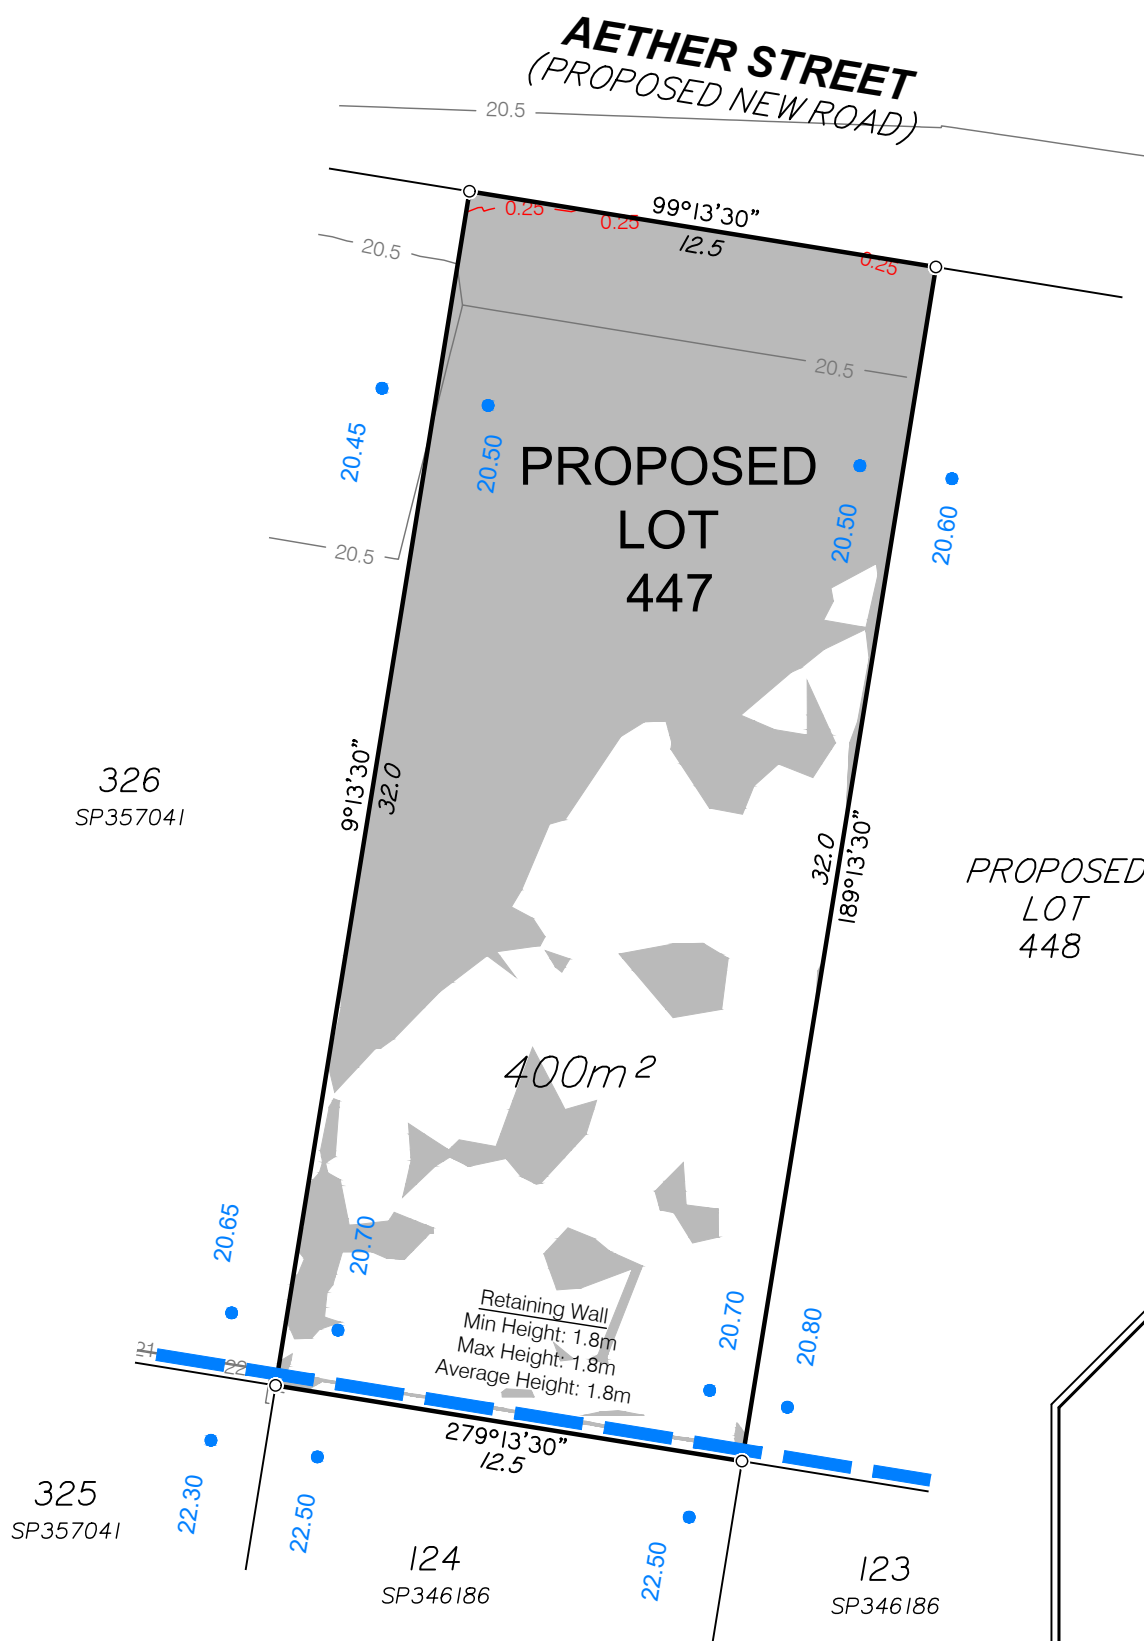 AETHER STREET
(PROPOSED NEW ROAD)
20.5
0.25
0.25
99°13'30"
12.5
0.25
20.5
20.5
20.45
20.50
PROPOSED
LOT
447
20.50
20.60
20.5
326
SP357041
9°13'30"
32.0
32.0
189°13'30"
PROPOSED
LOT
448
400m²
20.65
20.70
Retaining Wall
Min Height: 1.8m
Max Height: 1.8m
Average Height: 1.8m
20.70
20.80
21
22
279°13'30"
12.5
325
SP357041
22.30
22.50
124
SP346186
22.50
123
SP346186